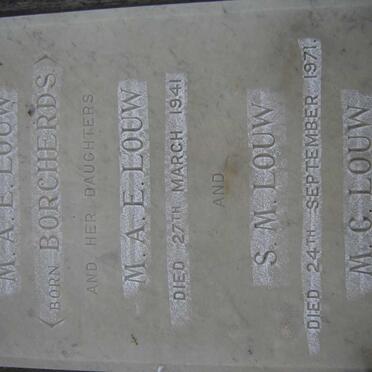 M. A. E. LOUW
(BORN BORCHERDS)
AND HER DAUGHTERS
M. A. E. LOUW
DIED 27TH MARCH 1941
AND
S. M. LOUW
DIED 24TH SEPTEMBER 1971.
M. C. LOUW